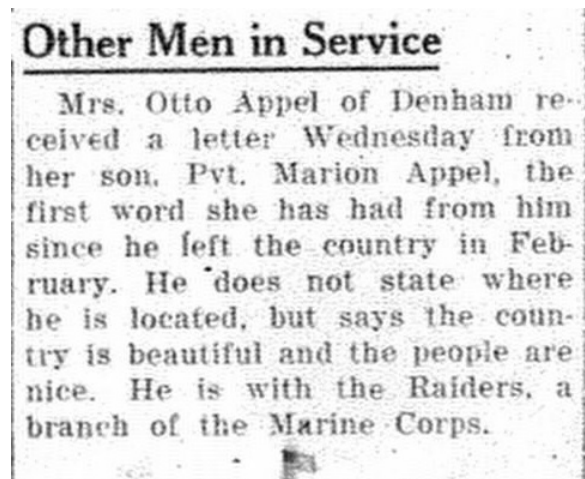 Other Men in Service
Mrs. Otto Appel of Denham re-
ceived a letter Wednesday from
her son, Pvt. Marion Appel, the
first word she has had from him
since he left the country in Feb-
ruary. He does not state where
he is located, but says the coun-
try is beautiful and the people are
nice. He is with the Raiders, a
branch of the Marine Corps.